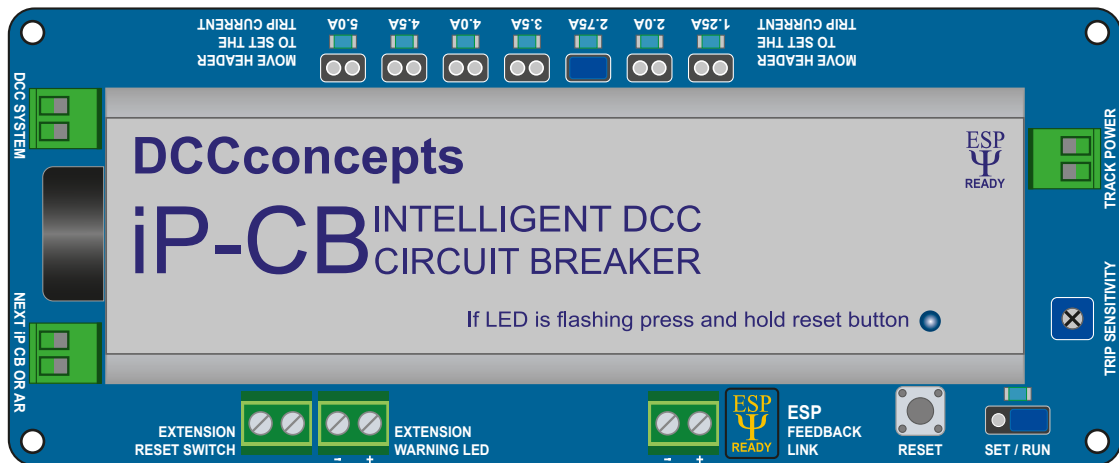 5.0A
4.5A
4.0A
3.5A
2.75A
2.0A
1.25A
MOVE HEADER
TO SET THE
TRIP CURRENT
MOVE HEADER
TO SET THE
TRIP CURRENT
DCC SYSTEM
DCCconcepts
iP-CB
INTELLIGENT DCC
CIRCUIT BREAKER
ESP
Ψ
READY
TRACK POWER
If LED is flashing press and hold reset button
NEXT iP CB OR AR
TRIP SENSITIVITY
EXTENSION
RESET SWITCH
- +
EXTENSION
WARNING LED
- +
ESP
Ψ
READY
ESP
FEEDBACK
LINK
RESET
SET / RUN